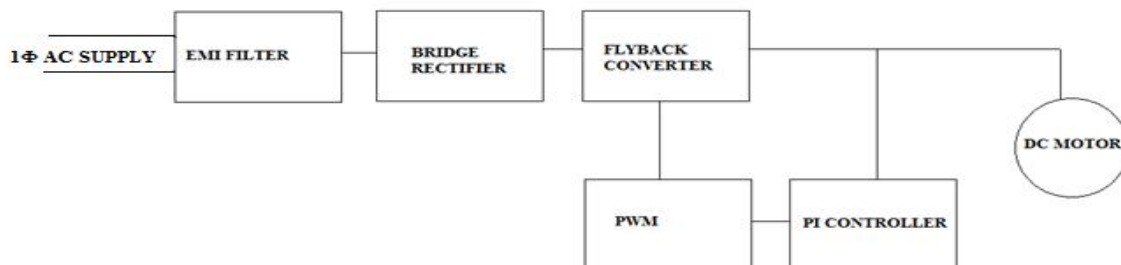 1Φ AC SUPPLY
EMI FILTER
BRIDGE
RECTIFIER
FLYBACK
CONVERTER
DC MOTOR
PWM
PI CONTROLLER